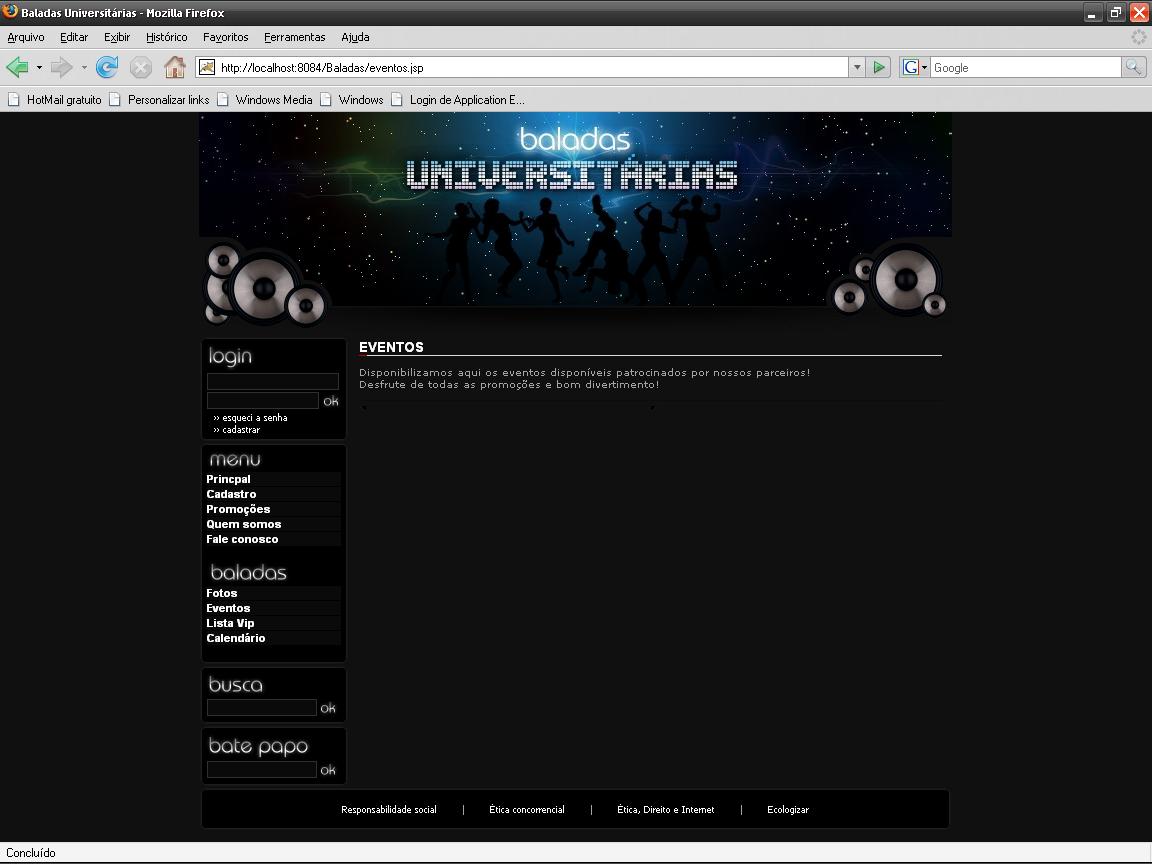 Baladas Universitárias - Mozilla Firefox
Arquivo Editar Exibir Histórico Favoritos Ferramentas Ajuda
http://localhost:8084/Baladas/eventos.jsp
G Google
HotMail gratuito Personalizar links Windows Media Windows Login de Application E...
baladas
UNIVERSITÁRIAS
login
ok
›› esqueci a senha
›› cadastrar
menu
Princpal
Cadastro
Promoções
Quem somos
Fale conosco
baladas
Fotos
Eventos
Lista Vip
Calendário
busca
ok
bate papo
ok
EVENTOS
Disponibilizamos aqui os eventos disponíveis patrocinados por nossos parceiros!
Desfrute de todas as promoções e bom divertimento!
Responsabilidade social | Ética concorrencial | Ética, Direito e Internet | Ecologizar
Concluído